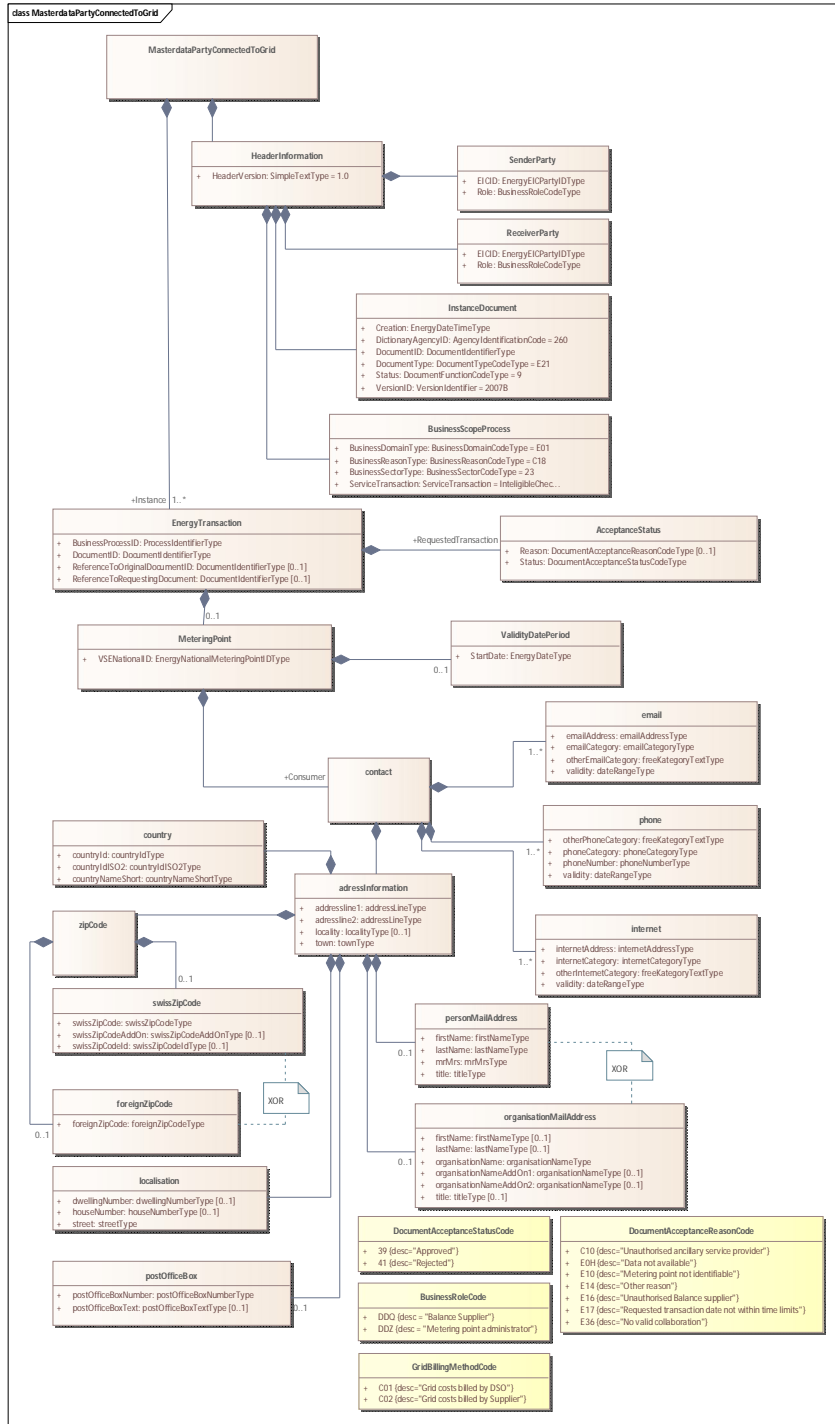 class MasterdataPartyConnectedToGrid
MasterdataPartyConnectedToGrid
HeaderInformation
+ HeaderVersion: SimpleTextType = 1.0
SenderParty
+ EICID: EnergyEICPartyIDType
+ Role: BusinessRoleCodeType
ReceiverParty
+ EICID: EnergyEICPartyIDType
+ Role: BusinessRoleCodeType
InstanceDocument
+ Creation: EnergyDateTimeType
+ DictionaryAgencyID: AgencyIdentificationCode = 260
+ DocumentID: DocumentIdentifierType
+ DocumentType: DocumentTypeCodeType = E21
+ Status: DocumentFunctionCodeType = 9
+ VersionID: VersionIdentifier = 2007B
BusinessScopeProcess
+ BusinessDomainType: BusinessDomainCodeType = E01
+ BusinessReasonType: BusinessReasonCodeType = C18
+ BusinessSectorType: BusinessSectorCodeType = 23
+ ServiceTransaction: ServiceTransaction = InteligibleChec...
+Instance 1..*
EnergyTransaction
+ BusinessProcessID: ProcessIdentifierType
+ DocumentID: DocumentIdentifierType
+ ReferenceToOriginalDocumentID: DocumentIdentifierType [0..1]
+ ReferenceToRequestingDocument: DocumentIdentifierType [0..1]
+RequestedTransaction
AcceptanceStatus
+ Reason: DocumentAcceptanceReasonCodeType [0..1]
+ Status: DocumentAcceptanceStatusCodeType
0..1
MeteringPoint
+ VSENationalID: EnergyNationalMeteringPointIDType
ValidityDatePeriod
+ StartDate: EnergyDateType
0..1
email
+ emailAddress: emailAddressType
+ emailCategory: emailCategoryType
+ otherEmailCategory: freeKategoryTextType
+ validity: dateRangeType
1..*
+Consumer
contact
phone
+ otherPhoneCategory: freeKategoryTextType
+ phoneCategory: phoneCategoryType
+ phoneNumber: phoneNumberType
+ validity: dateRangeType
1..*
country
+ countryId: countryIdType
+ countryIdISO2: countryIdISO2Type
+ countryNameShort: countryNameShortType
adressInformation
+ addressline1: addressLineType
+ adressline2: addressLineType
+ locality: localityType [0..1]
+ town: townType
zipCode
internet
+ internetAddress: internetAddressType
+ internetCategory: internetCategoryType
+ otherInternetCategory: freeKategoryTextType
+ validity: dateRangeType
1..*
0..1
swissZipCode
+ swissZipCode: swissZipCodeType
+ swissZipCodeAddOn: swissZipCodeAddOnType [0..1]
+ swissZipCodeId: swissZipCodeIdType [0..1]
personMailAddress
+ firstName: firstNameType
+ lastName: lastNameType
+ mrMrs: mrMrsType
+ title: titleType
0..1
XOR
XOR
foreignZipCode
+ foreignZipCode: foreignZipCodeType
0..1
organisationMailAddress
+ firstName: firstNameType [0..1]
+ lastName: lastNameType [0..1]
+ organisationName: organisationNameType
+ organisationNameAddOn1: organisationNameAddOnType [0..1]
+ organisationNameAddOn2: organisationNameAddOnType [0..1]
+ title: titleType [0..1]
0..1
localisation
+ dwellingNumber: dwellingNumberType [0..1]
+ houseNumber: houseNumberType [0..1]
+ street: streetType
postOfficeBox
+ postOfficeBoxNumber: postOfficeBoxNumberType
+ postOfficeBoxText: postOfficeBoxTextType [0..1]
0..1
DocumentAcceptanceStatusCode
+ 39 {desc="Approved"}
+ 41 {desc="Rejected"}
BusinessRoleCode
+ DDQ {desc = "Balance Supplier"}
+ DDZ {desc = "Metering point administrator"}
GridBillingMethodCode
+ C01 {desc="Grid costs billed by DSO"}
+ C02 {desc="Grid costs billed by Supplier"}
DocumentAcceptanceReasonCode
+ C10 {desc="Unauthorised ancillary service provider"}
+ E0H {desc="Data not available"}
+ E10 {desc="Metering point not identifiable"}
+ E14 {desc="Other reason"}
+ E16 {desc="Unauthorised Balance supplier"}
+ E17 {desc="Requested transaction date not within time limits"}
+ E36 {desc="No valid collaboration"}